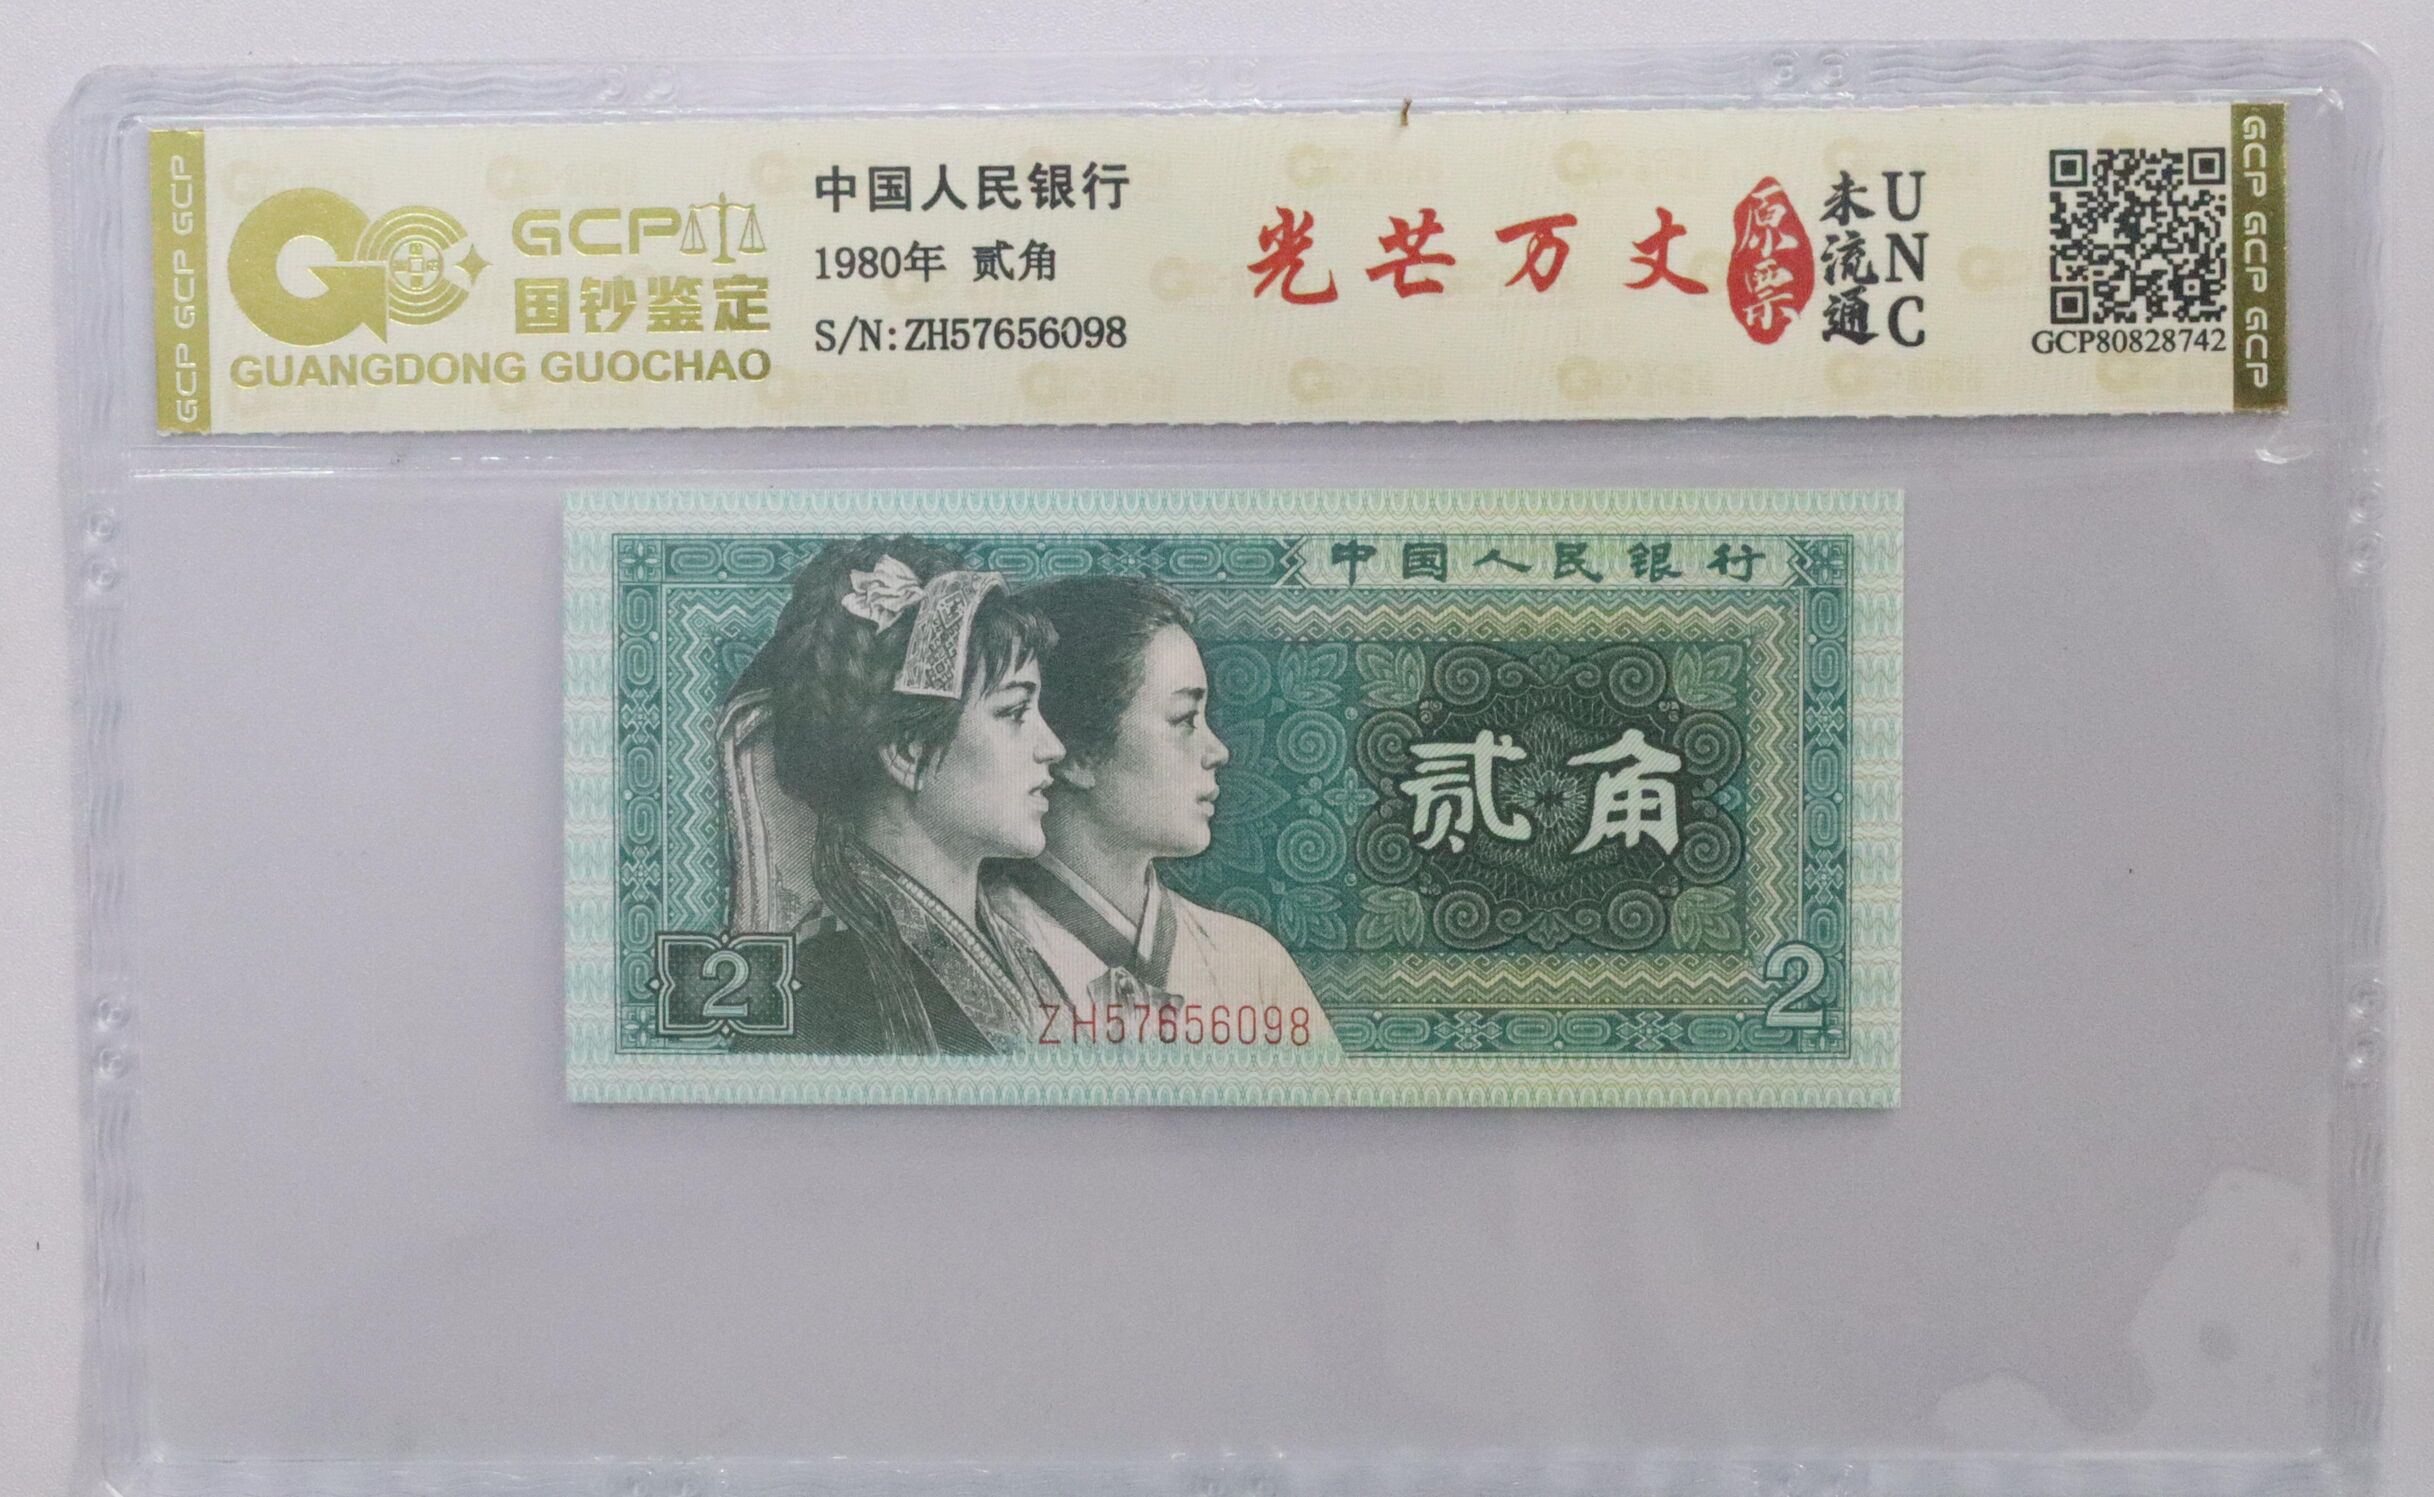 GCP GCP GCP
GCP
国钞鉴定
GUANGDONG GUOCHAO
中国人民银行
1980年 贰角
S/N:ZH57656098
光芒万丈
原票
未流通
UNC
GCP80828742
GCP GCP GCP
中国人民银行
贰角
2
ZH57656098
2